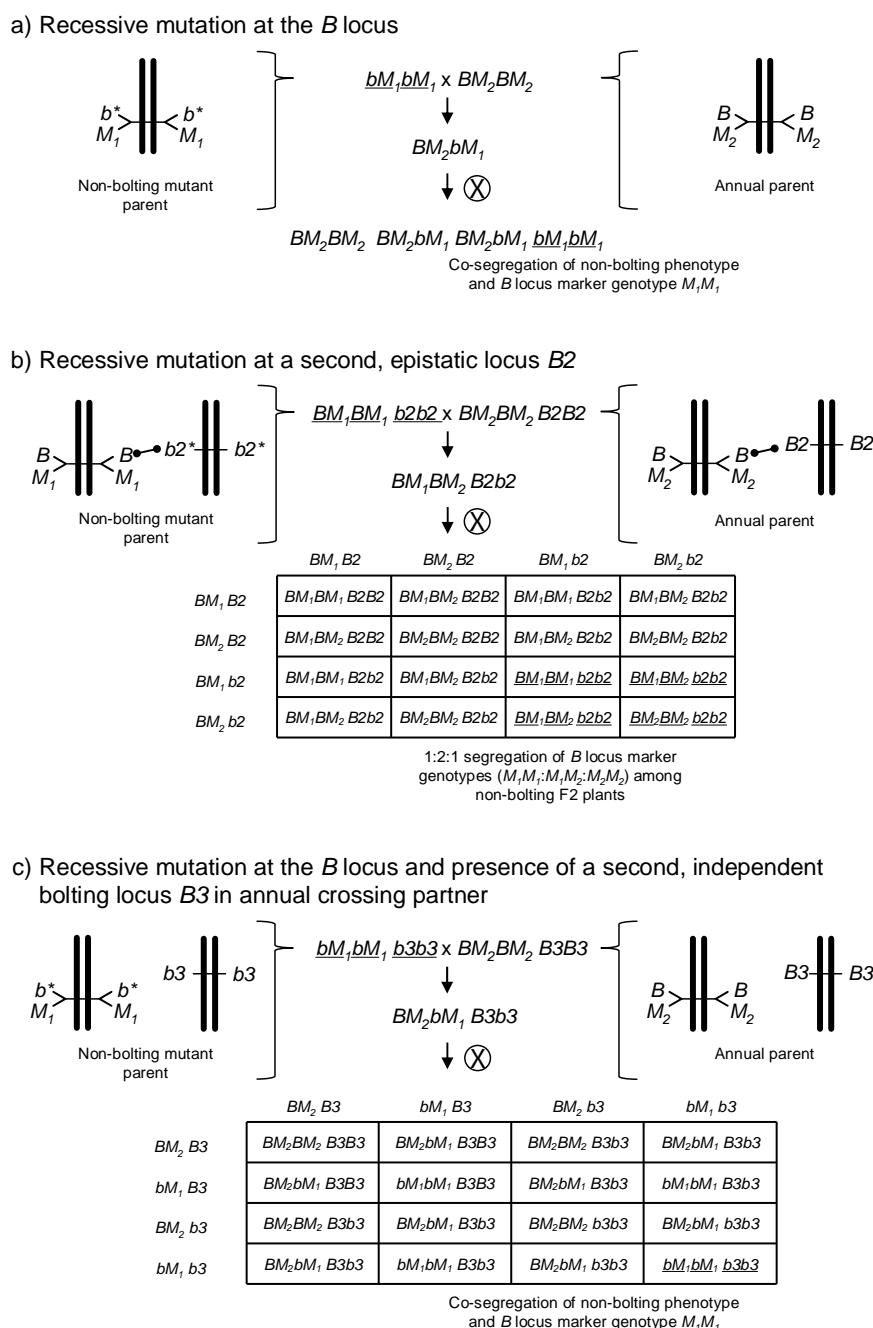 a) Recessive mutation at the B locus
b* b*
M₁ M₁
Non-bolting mutant
parent
bM₁bM₁ x BM₂BM₂
BM₂bM₁
X
BM₂BM₂ BM₂bM₁ BM₂bM₁ bM₁bM₁
Co-segregation of non-bolting phenotype
and B locus marker genotype M₁M₁
B B
M₂ M₂
Annual parent
b) Recessive mutation at a second, epistatic locus B2
B B b2* b2*
M₁ M₁
Non-bolting mutant
parent
BM₁BM₁ b2b2 x BM₂BM₂ B2B2
BM₁BM₂ B2b2
X
B B B2 B2
M₂ M₂
Annual parent
BM₁ B2 BM₂ B2 BM₁ b2 BM₂ b2
BM₁ B2 BM₁BM₁ B2B2 BM₁BM₂ B2B2 BM₁BM₁ B2b2 BM₁BM₂ B2b2
BM₂ B2 BM₁BM₂ B2B2 BM₂BM₂ B2B2 BM₁BM₂ B2b2 BM₂BM₂ B2b2
BM₁ b2 BM₁BM₁ B2b2 BM₁BM₂ B2b2 BM₁BM₁ b2b2 BM₁BM₂ b2b2
BM₂ b2 BM₁BM₂ B2b2 BM₂BM₂ B2b2 BM₁BM₂ b2b2 BM₂BM₂ b2b2
1:2:1 segregation of B locus marker
genotypes (M₁M₁:M₁M₂:M₂M₂) among
non-bolting F2 plants
c) Recessive mutation at the B locus and presence of a second, independent
bolting locus B3 in annual crossing partner
b* b* b3 b3
M₁ M₁
Non-bolting mutant
parent
bM₁bM₁ b3b3 x BM₂BM₂ B3B3
BM₂bM₁ B3b3
X
B B B3 B3
M₂ M₂
Annual parent
BM₂ B3 bM₁ B3 BM₂ b3 bM₁ b3
BM₂ B3 BM₂BM₂ B3B3 BM₂bM₁ B3B3 BM₂BM₂ B3b3 BM₂bM₁ B3b3
bM₁ B3 BM₂bM₁ B3B3 bM₁bM₁ B3B3 BM₂bM₁ B3b3 bM₁bM₁ B3b3
BM₂ b3 BM₂BM₂ B3b3 BM₂bM₁ B3b3 BM₂BM₂ b3b3 BM₂bM₁ b3b3
bM₁ b3 BM₂bM₁ B3b3 bM₁bM₁ B3b3 BM₂bM₁ b3b3 bM₁bM₁ b3b3
Co-segregation of non-bolting phenotype
and B locus marker genotype M₁M₁